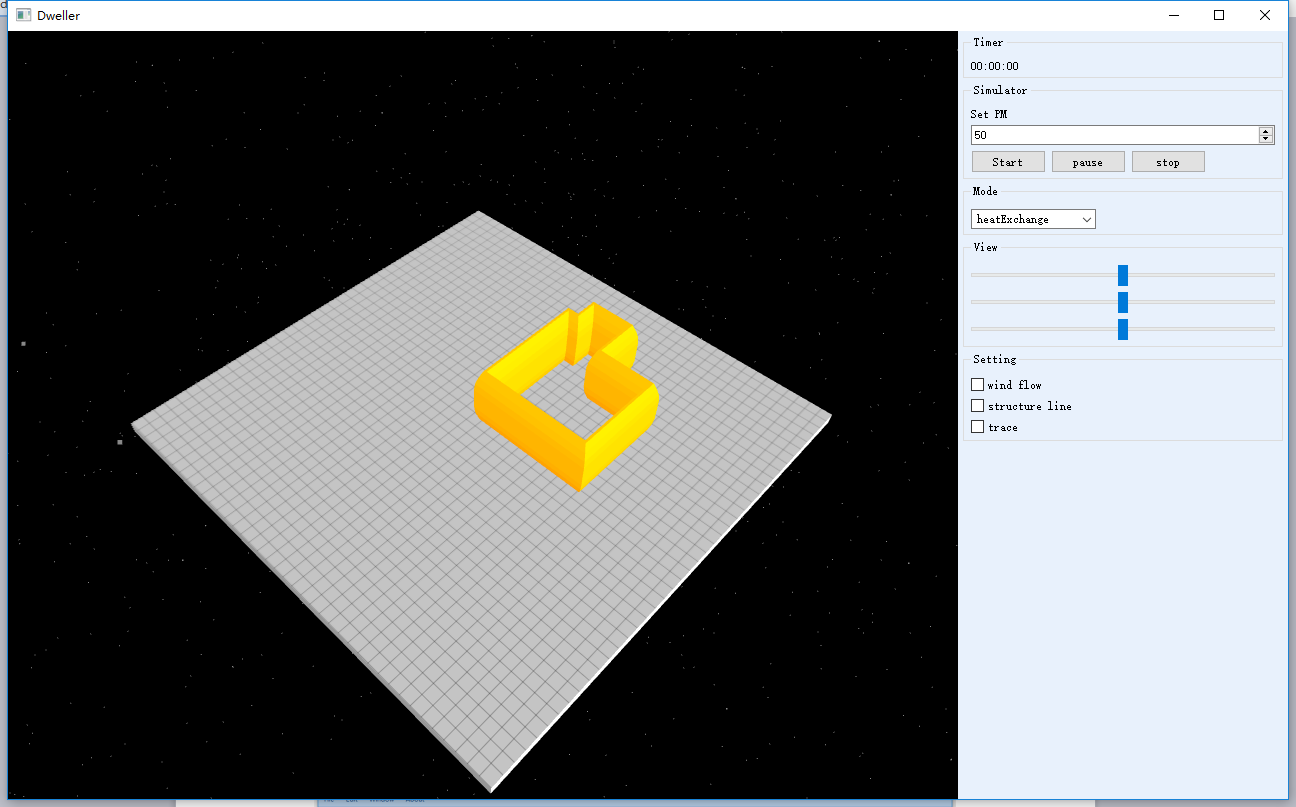 Dweller
Timer
00:00:00
Simulator
Set PM
50
Start pause stop
Mode
heatExchange
View
Setting
wind flow
structure line
trace